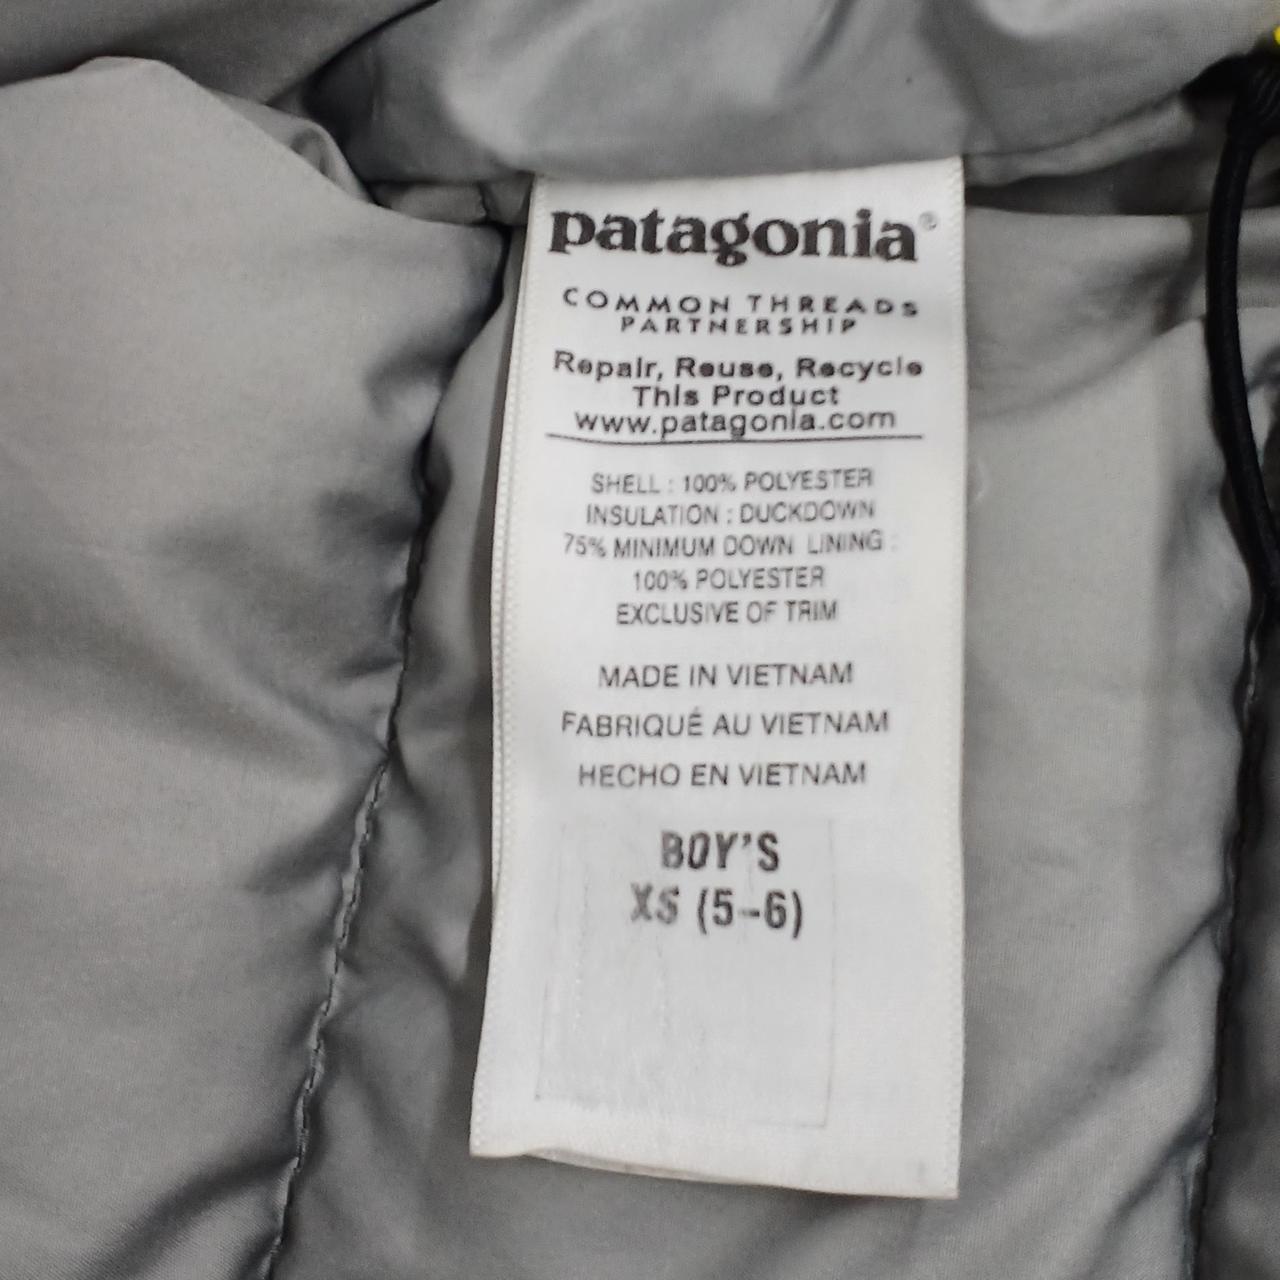 patagonia®
COMMON THREADS
PARTNERSHIP
Repair, Reuse, Recycle
This Product
www.patagonia.com
SHELL : 100% POLYESTER
INSULATION : DUCKDOWN
75% MINIMUM DOWN LINING :
100% POLYESTER
EXCLUSIVE OF TRIM
MADE IN VIETNAM
FABRIQUÉ AU VIETNAM
HECHO EN VIETNAM
BOY'S
XS (5-6)